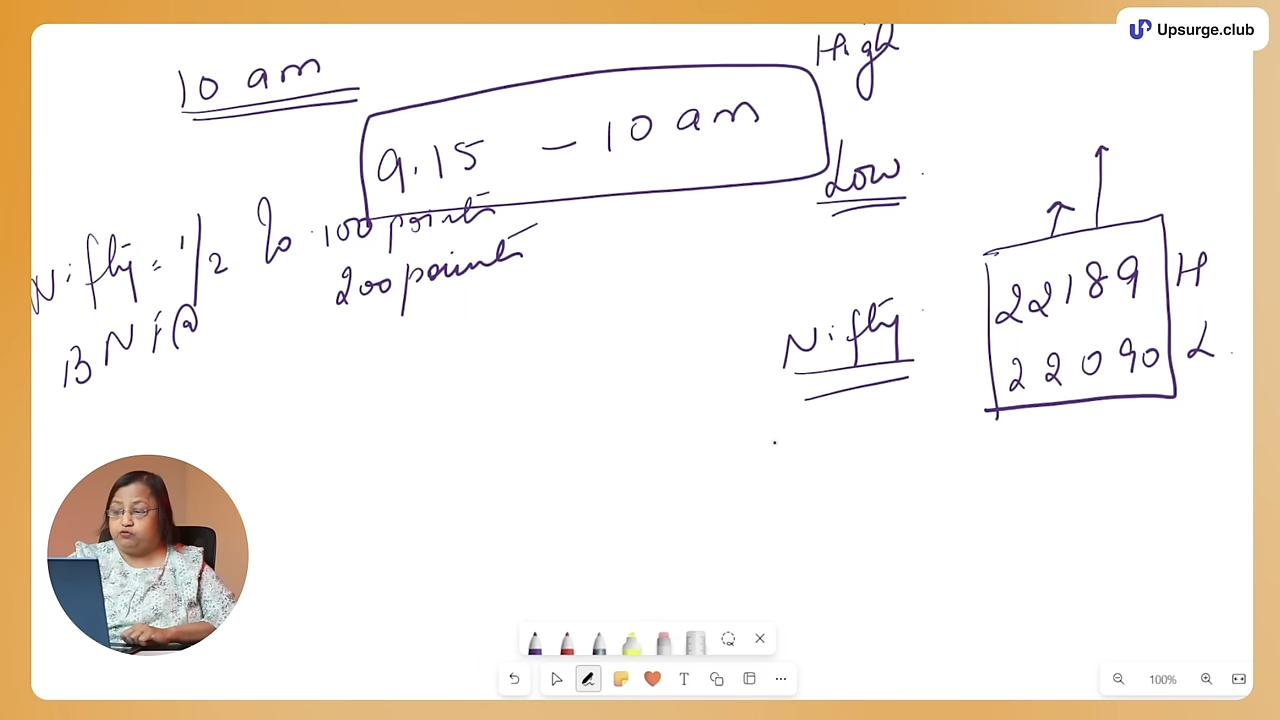 Upsurge.club
High
10 am
9.15 - 10 am
Low
Nifty = 1/2 % 100 points
200 points
BNF
22189 H
Nifty
22090 L
T
100%